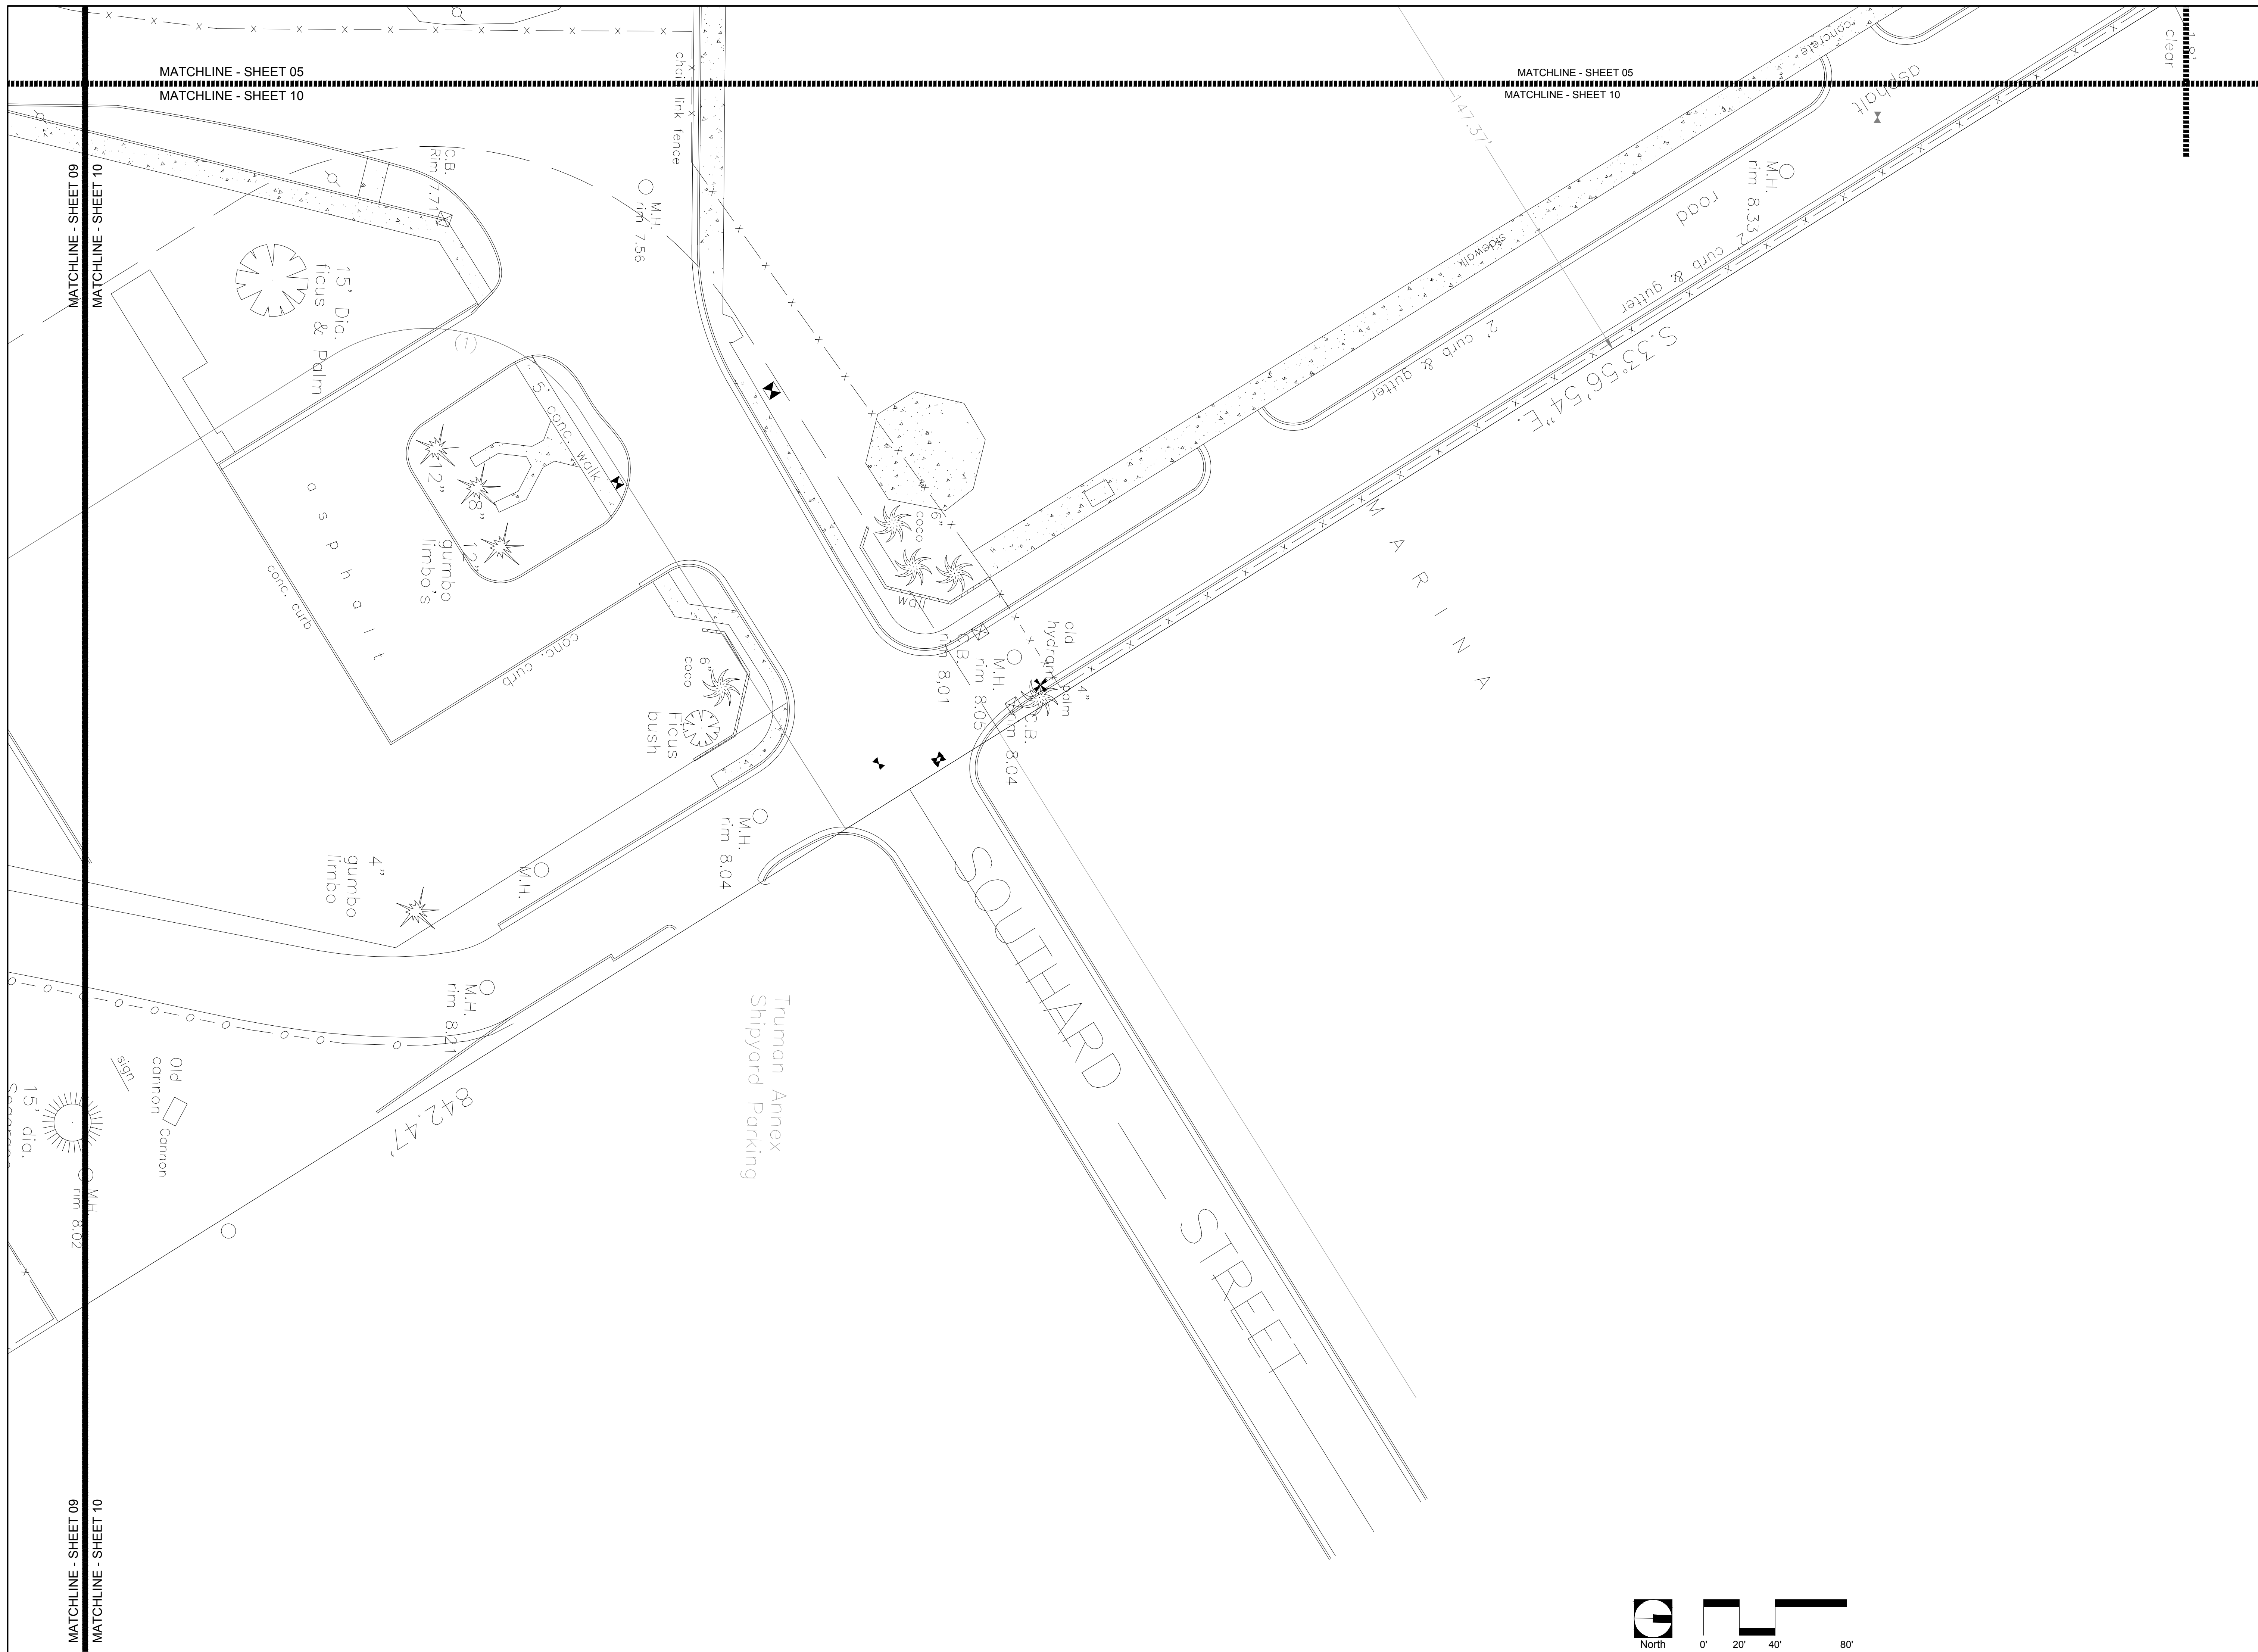 MATCHLINE - SHEET 05
MATCHLINE - SHEET 10
MATCHLINE - SHEET 05
MATCHLINE - SHEET 10
MATCHLINE - SHEET 09
MATCHLINE - SHEET 10
chain link fence
C.B.
Rim 7.71
M.H.
rim 7.56
15' Dia.
ficus & Palm
(1)
5' conc. walk
12"
8"
12"
gumbo
limbo's
asphalt
conc. curb
conc. curb
6"
coco
Ficus
bush
6"
coco
wall
C.B.
rim 8,01
M.H.
rim 8.05
old
hydrant
4"
palm
C.B.
rim 8.04
147.37'
concrete
sidewalk
asphalt
road
1.8'
clear
M.H.
rim 8.33
2' curb & gutter
2' curb & gutter
S.33°56'54"E.
MARINA
M.H.
rim 8.04
M.H.
4"
gumbo
limbo
M.H.
rim 8.21
842.47'
Truman Annex
Shipyard Parking
SOUTHARD STREET
sign
Old
cannon
Cannon
15' dia.
M.H.
rim 8.02
MATCHLINE - SHEET 09
MATCHLINE - SHEET 10
North
0' 20' 40' 80'